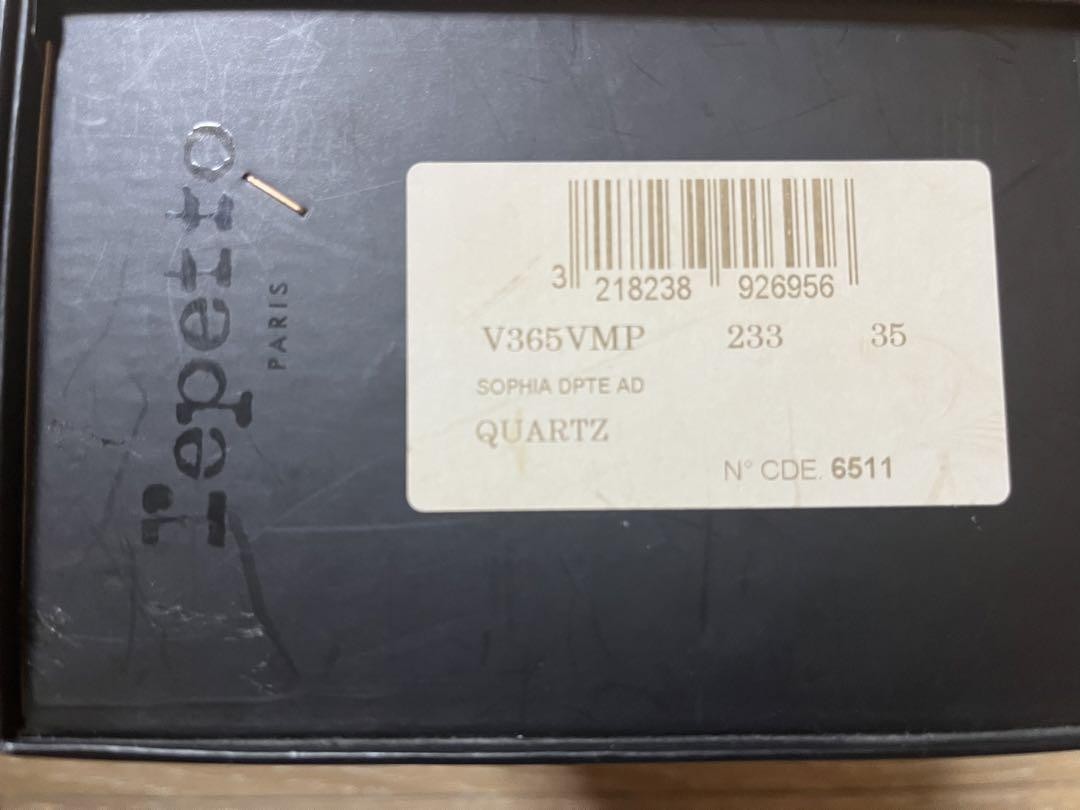 repetto
PARIS
3 218238 926956
V365VMP 233 35
SOPHIA DPTE AD
QUARTZ
N° CDE. 6511